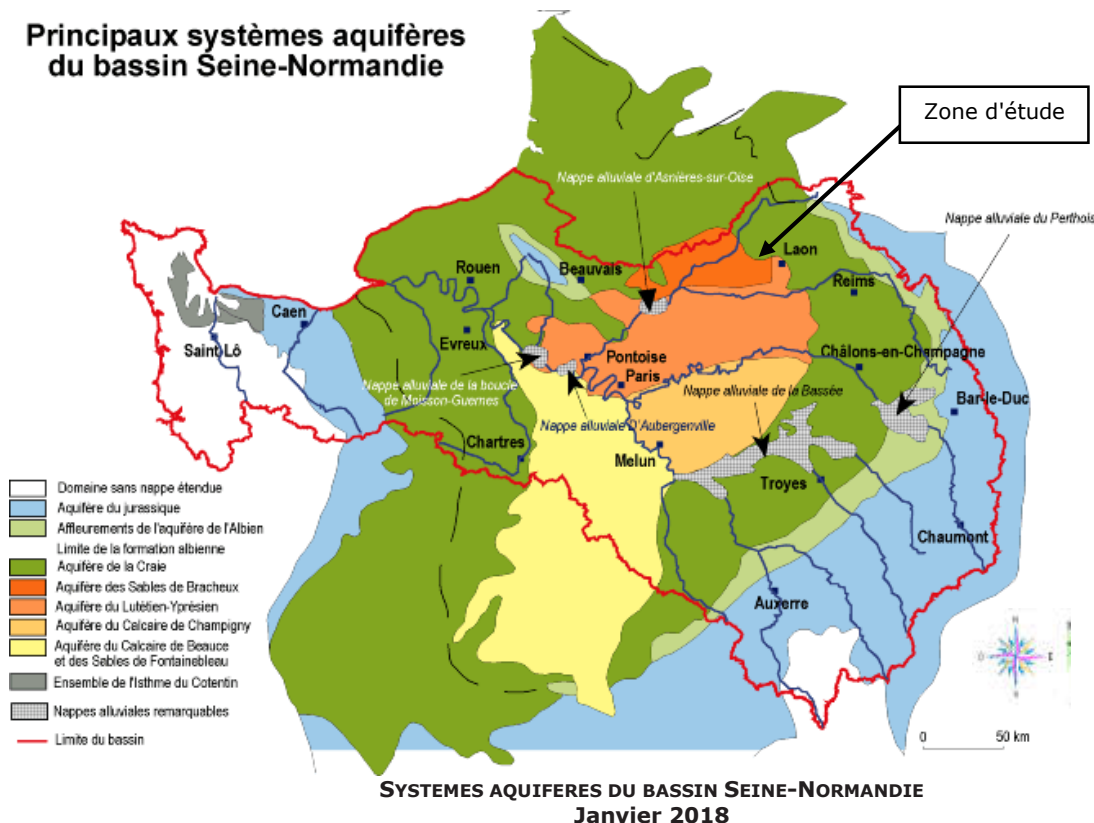 Principaux systèmes aquifères
du bassin Seine-Normandie
Zone d'étude
Nappe alluviale d'Asnières-sur-Oise
Nappe alluviale du Perthois
Laon
Rouen
Beauvais
Reims
Caen
Saint Lô
Evreux
Châlons-en-Champagne
Pontoise
Paris
Nappe alluviale de la boucle
de Moisson-Guernes
Nappe alluviale de la Bassée
Bar-le-Duc
Nappe alluviale D'Aubergenville
Chartres
Melun
Troyes
Chaumont
Auxerre
Domaine sans nappe étendue
Aquifère du jurassique
Affleurements de l'aquifère de l'Albien
Limite de la formation albienne
Aquifère de la Craie
Aquifère des Sables de Bracheux
Aquifère du Lutétien-Yprésien
Aquifère du Calcaire de Champigny
Aquifère du Calcaire de Beauce
et des Sables de Fontainebleau
Ensemble de l'Isthme du Cotentin
Nappes alluviales remarquables
Limite du bassin
N
O
E
S
0 50 km
SYSTEMES AQUIFERES DU BASSIN SEINE-NORMANDIE
Janvier 2018